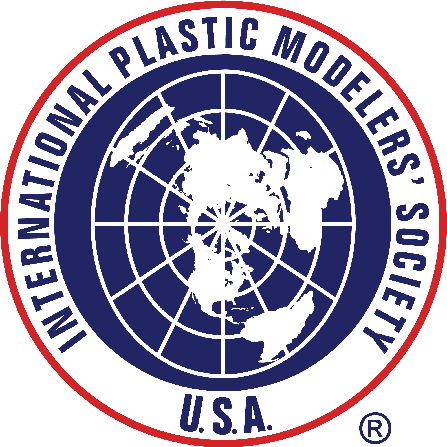 INTERNATIONAL PLASTIC MODELERS' SOCIETY
U.S.A.
®